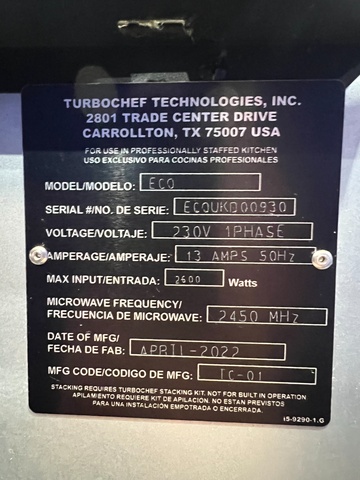 TURBOCHEF TECHNOLOGIES, INC.
2801 TRADE CENTER DRIVE
CARROLLTON, TX 75007 USA
FOR USE IN PROFESSIONALLY STAFFED KITCHEN
USO EXCLUSIVO PARA COCINAS PROFESIONALES
MODEL/MODELO: ECO
SERIAL #/NO. DE SERIE: ECOUKD00930
VOLTAGE/VOLTAJE: 230V 1PHASE
AMPERAGE/AMPERAJE: 13 AMPS 50Hz
MAX INPUT/ENTRADA: 2600 Watts
MICROWAVE FREQUENCY/
FRECUENCIA DE MICROWAVE: 2450 MHz
DATE OF MFG/
FECHA DE FAB: APRIL-2022
MFG CODE/CODIGO DE MFG: TC-01
STACKING REQUIRES TURBOCHEF STACKING KIT. NOT FOR BUILT IN OPERATION
APILAMIENTO REQUIERE KIT DE APILACIÓN. NO ESTAN PREVISTOS
PARA UNA INSTALACIÓN EMPOTRADA O ENCERRADA.
i5-9290-1.G